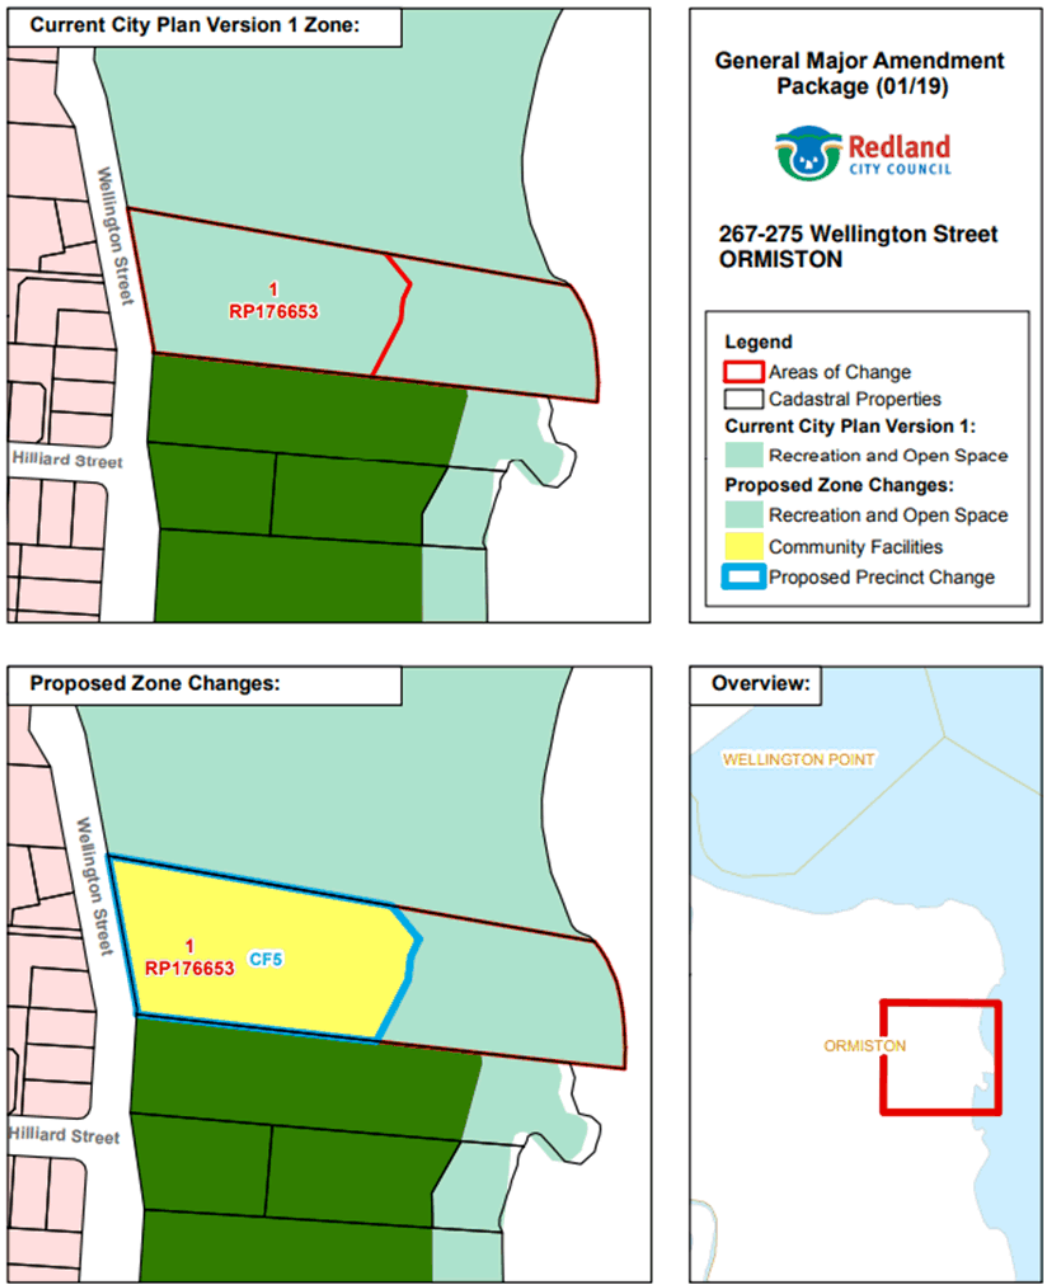 Current City Plan Version 1 Zone:
Wellington Street
1
RP176653
Hilliard Street
General Major Amendment
Package (01/19)
Redland
CITY COUNCIL
267-275 Wellington Street
ORMISTON
Legend
Areas of Change
Cadastral Properties
Current City Plan Version 1:
Recreation and Open Space
Proposed Zone Changes:
Recreation and Open Space
Community Facilities
Proposed Precinct Change
Proposed Zone Changes:
Wellington Street
1
RP176653
CF5
Hilliard Street
Overview:
WELLINGTON POINT
ORMISTON